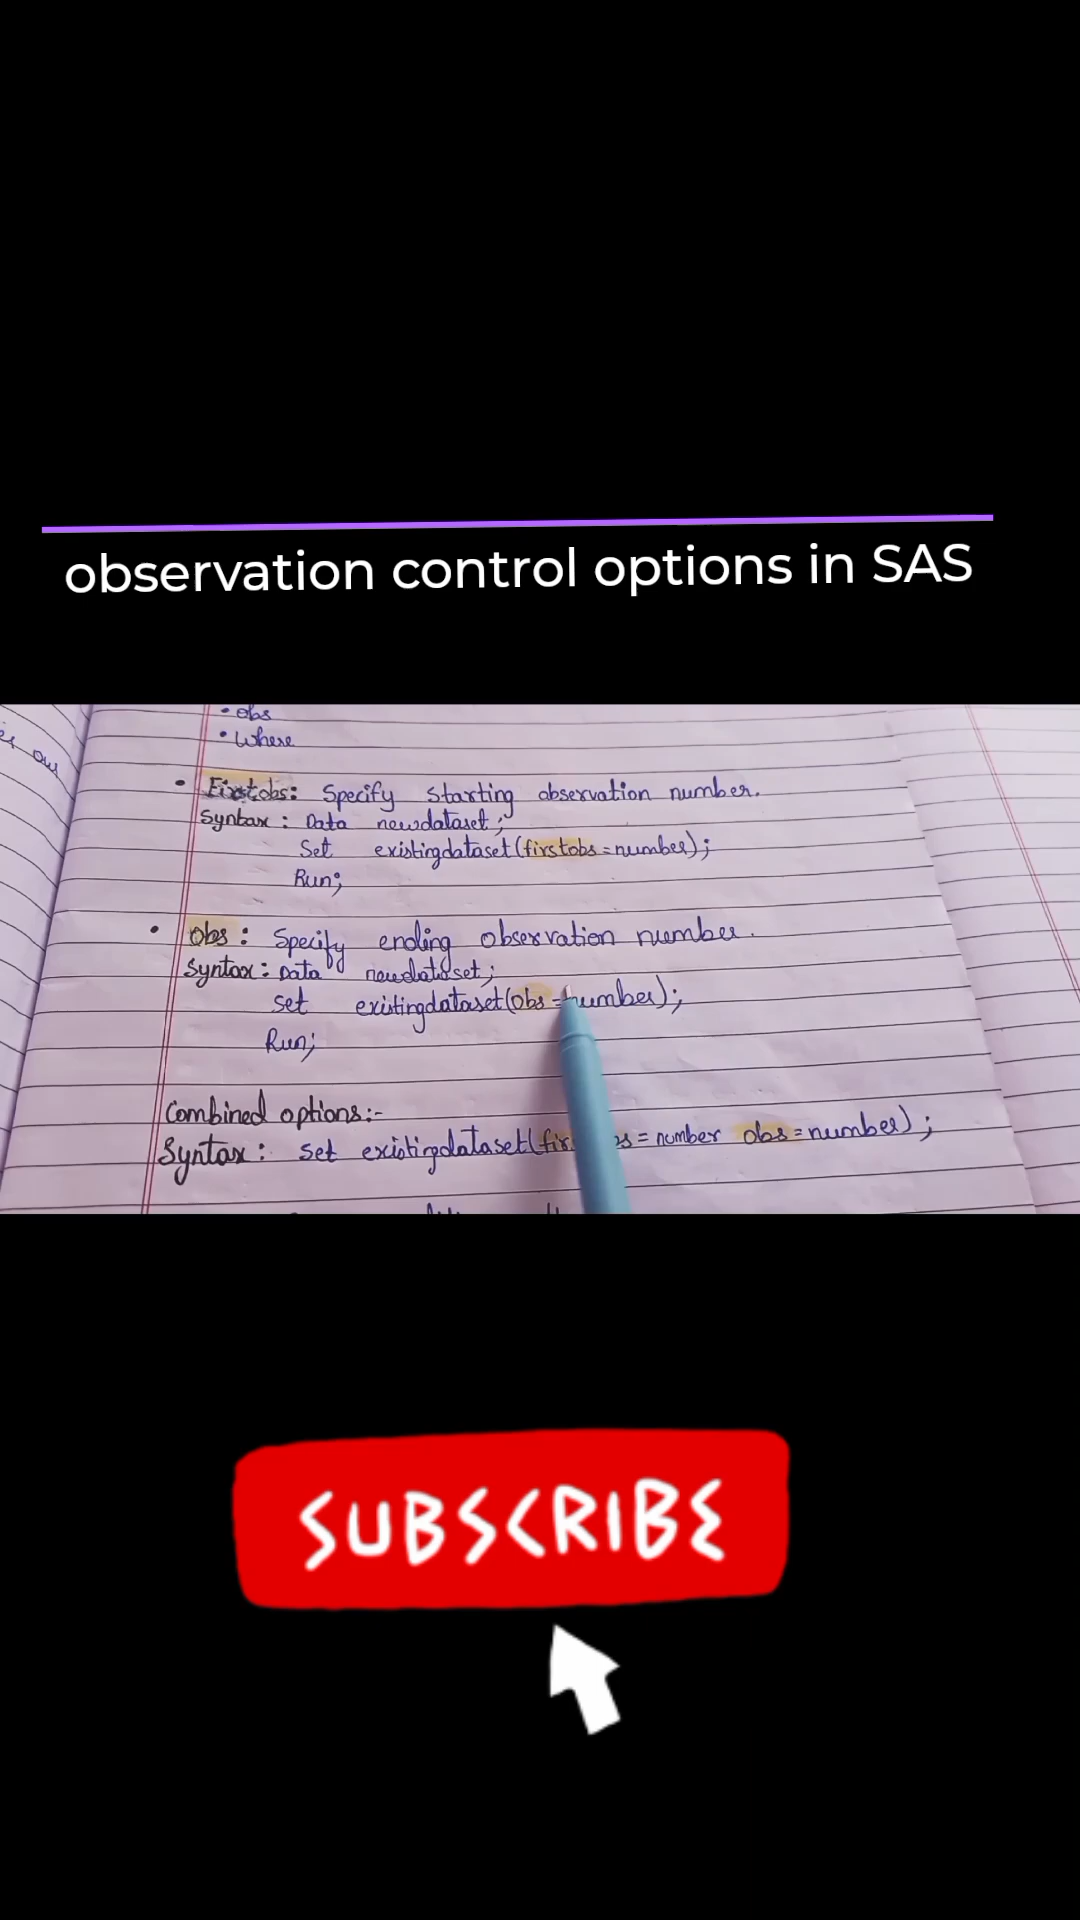 observation control options in SAS
• obs
• Where
our
• Firstobs: Specify starting observation number.
Syntax: Data newdataset;
Set existingdataset(firstobs=number);
Run;
• Obs: Specify ending observation number.
Syntax: Data newdataset;
Set existingdataset(obs=number);
Run;
Combined options:-
Syntax: Set existigdataset( = number obs=number);
SUBSCRIBE